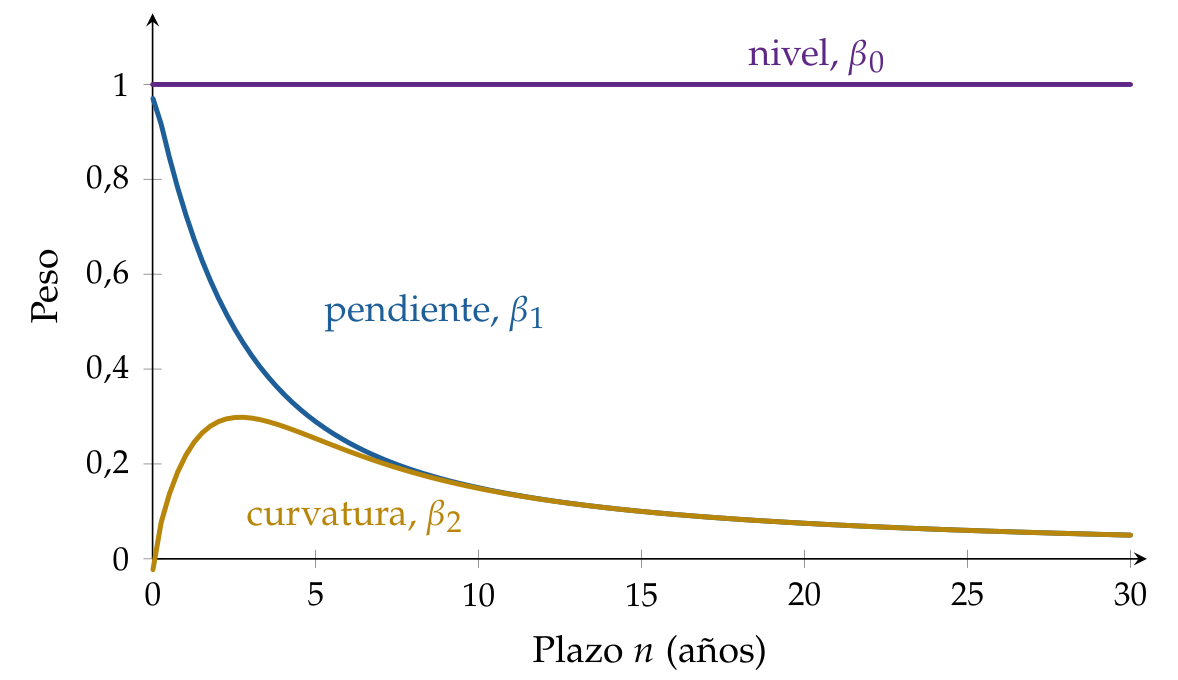 nivel, β0
1
0,8
0,6
Peso
pendiente, β1
0,4
0,2
curvatura, β2
0
0 5 10 15 20 25 30
Plazo n (años)